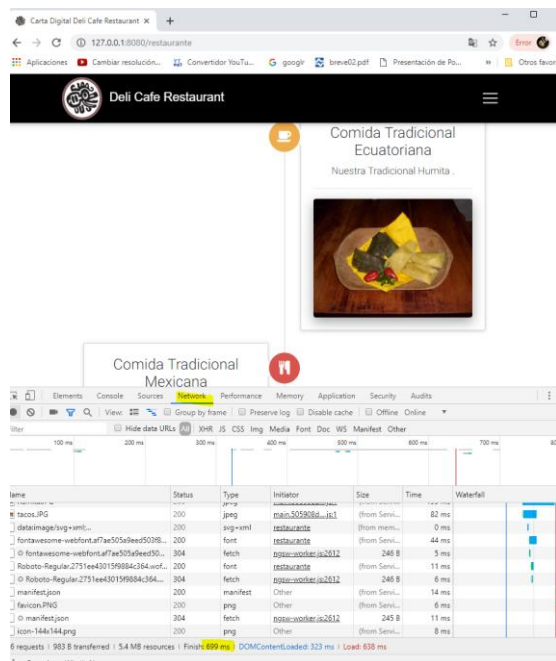 Carta Digital Deli Cafe Restaurant
127.0.0.1:8080/restaurante
Error
Aplicaciones Cambiar resolución... Convertidor YouTu... googlr breve02.pdf Presentación de Po... » Otros favor
Deli Cafe Restaurant
Comida Tradicional
Ecuatoriana
Nuestra Tradicional Humita .
Comida Tradicional
Mexicana
Elements Console Sources Network Performance Memory Application Security Audits
View: Group by frame Preserve log Disable cache Offline Online
Hide data URLs All XHR JS CSS Img Media Font Doc WS Manifest Other
100 ms 200 ms 300 ms 400 ms 500 ms 600 ms 700 ms
Status Type Initiator Size Time Waterfall
tacos.JPG 200 jpeg main.505908d....js:1 (from Servi... 82 ms
data:image/svg+xml;... 200 svg+xml restaurante (from mem... 0 ms
fontawesome-webfont.af7ae505a9eed503f8... 200 font restaurante (from Servi... 44 ms
fontawesome-webfont.af7ae505a9eed50... 304 fetch ngsw-worker.js:2612 246 B 5 ms
Roboto-Regular.2751ee43015f9884c364.wof... 200 font restaurante (from Servi... 11 ms
Roboto-Regular.2751ee43015f9884c364.... 304 fetch ngsw-worker.js:2612 246 B 6 ms
manifest.json 200 manifest Other (from Servi... 14 ms
favicon.PNG 200 png Other (from Servi... 6 ms
manifest.json 304 fetch ngsw-worker.js:2612 245 B 11 ms
icon-144x144.png 200 png Other (from Servi... 8 ms
requests 983 B transferred 5.4 MB resources Finish: 699 ms DOMContentLoaded: 323 ms Load: 638 ms